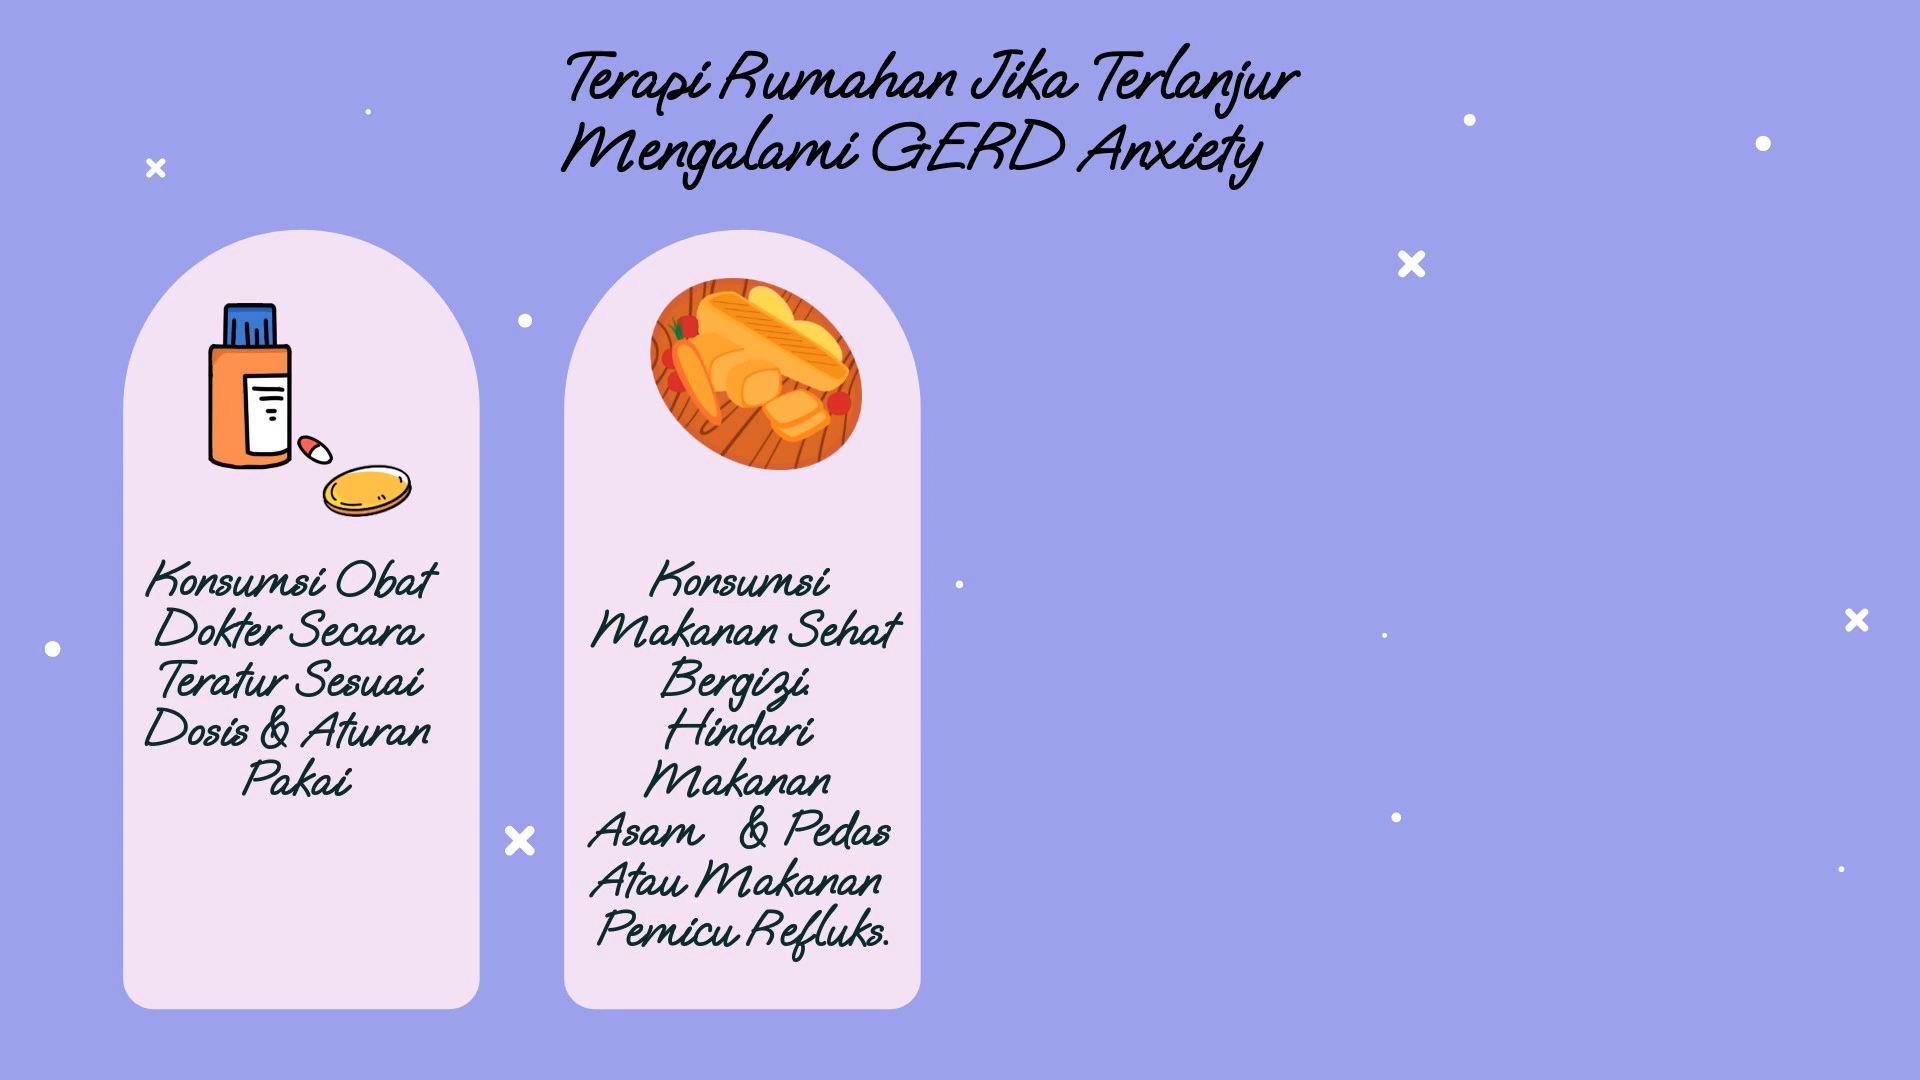 Terapi Rumahan Jika Terlanjur
Mengalami GERD Anxiety
Konsumsi Obat
Dokter Secara
Teratur Sesuai
Dosis & Aturan
Pakai
Konsumsi
Makanan Sehat
Bergizi.
Hindari
Makanan
Asam & Pedas
Atau Makanan
Pemicu Refluks.